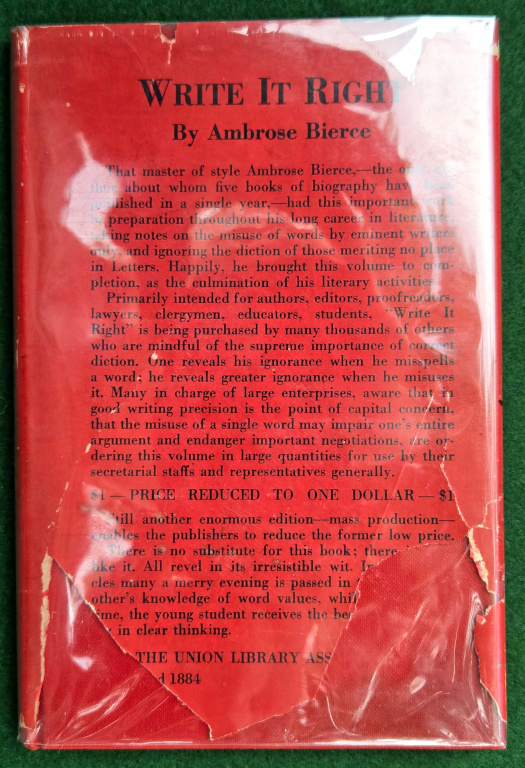 WRITE IT RIGHT
By Ambrose Bierce
That master of style Ambrose Bierce,—the only
about whom five books of biography have been
published in a single year,—had this important work
preparation throughout his long career in literature,
notes on the misuse of words by eminent writers
only, and ignoring the diction of those meriting no place
in Letters. Happily, he brought this volume to com-
pletion, as the culmination of his literary activities.
Primarily intended for authors, editors, proofreaders,
lawyers, clergymen, educators, students, "Write It
Right" is being purchased by many thousands of others
who are mindful of the supreme importance of correct
diction. One reveals his ignorance when he misspells
a word; he reveals greater ignorance when he misuses
it. Many in charge of large enterprises, aware that in
good writing precision is the point of capital concern,
that the misuse of a single word may impair one's entire
argument and endanger important negotiations, are or-
dering this volume in large quantities for use by their
secretarial staffs and representatives generally.
$1 — PRICE REDUCED TO ONE DOLLAR — $1
Still another enormous edition—mass production—
enables the publishers to reduce the former low price.
There is no substitute for this book; there
like it. All revel in its irresistible wit. In
cles many a merry evening is passed in
other's knowledge of word values, whil
time, the young student receives the be
in clear thinking.
THE UNION LIBRARY ASS
d 1884